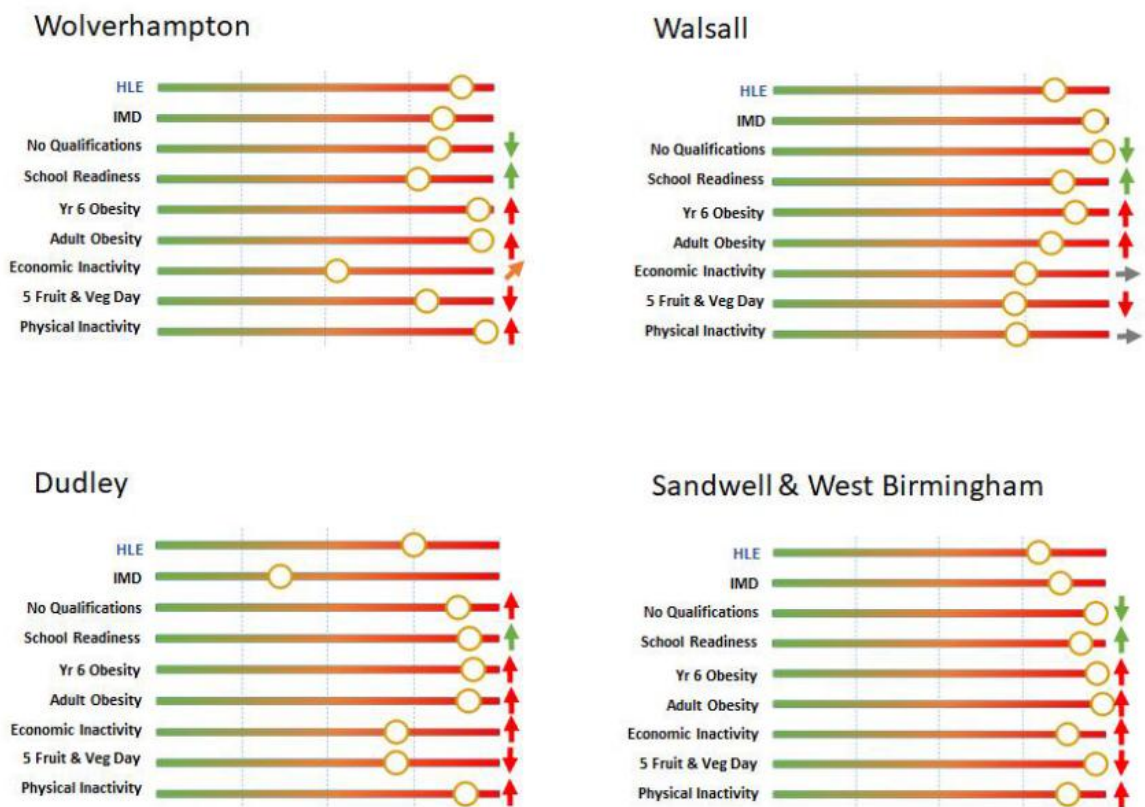 Wolverhampton
HLE
IMD
No Qualifications
School Readiness
Yr 6 Obesity
Adult Obesity
Economic Inactivity
5 Fruit & Veg Day
Physical Inactivity
Walsall
HLE
IMD
No Qualifications
School Readiness
Yr 6 Obesity
Adult Obesity
Economic Inactivity
5 Fruit & Veg Day
Physical Inactivity
Dudley
HLE
IMD
No Qualifications
School Readiness
Yr 6 Obesity
Adult Obesity
Economic Inactivity
5 Fruit & Veg Day
Physical Inactivity
Sandwell & West Birmingham
HLE
IMD
No Qualifications
School Readiness
Yr 6 Obesity
Adult Obesity
Economic Inactivity
5 Fruit & Veg Day
Physical Inactivity